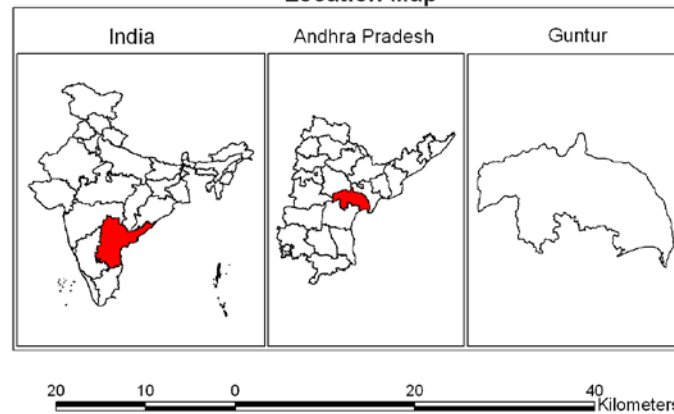 Location Map
India
Andhra Pradesh
Guntur
20 10 0 20 40 Kilometers